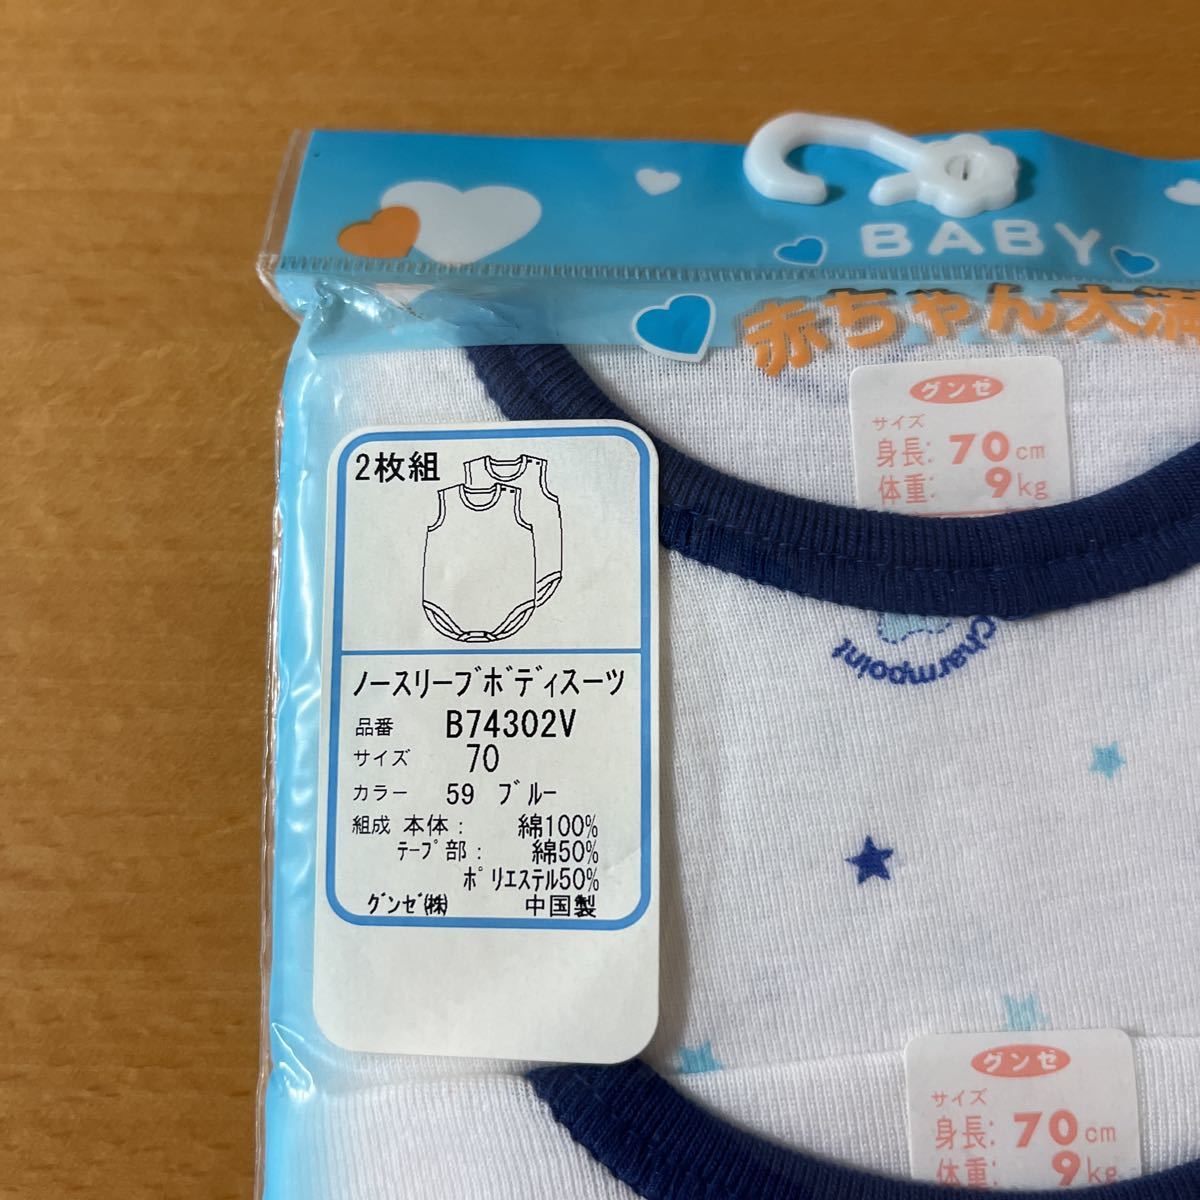 BABY
赤ちゃん大満
グンゼ
サイズ
身長: 70cm
体重: 9kg
charmpoint
2枚組
ノースリーブボディスーツ
品番 B74302V
サイズ 70
カラー 59 ブルー
組成 本体: 綿100%
テープ部: 綿50%
ポリエステル50%
グンゼ(株) 中国製
グンゼ
サイズ
身長: 70cm
体重: 9kg